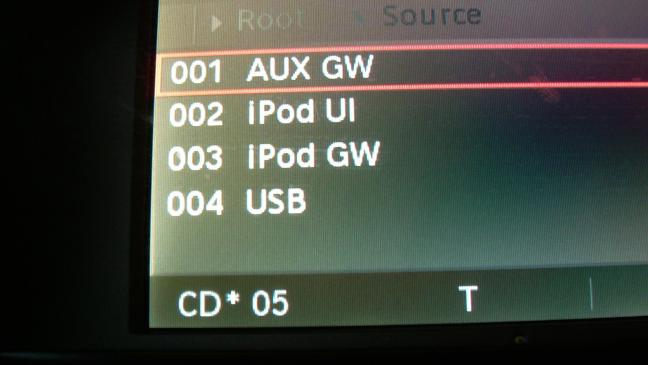 Root Source
001 AUX GW
002 iPod UI
003 iPod GW
004 USB
CD* 05 T